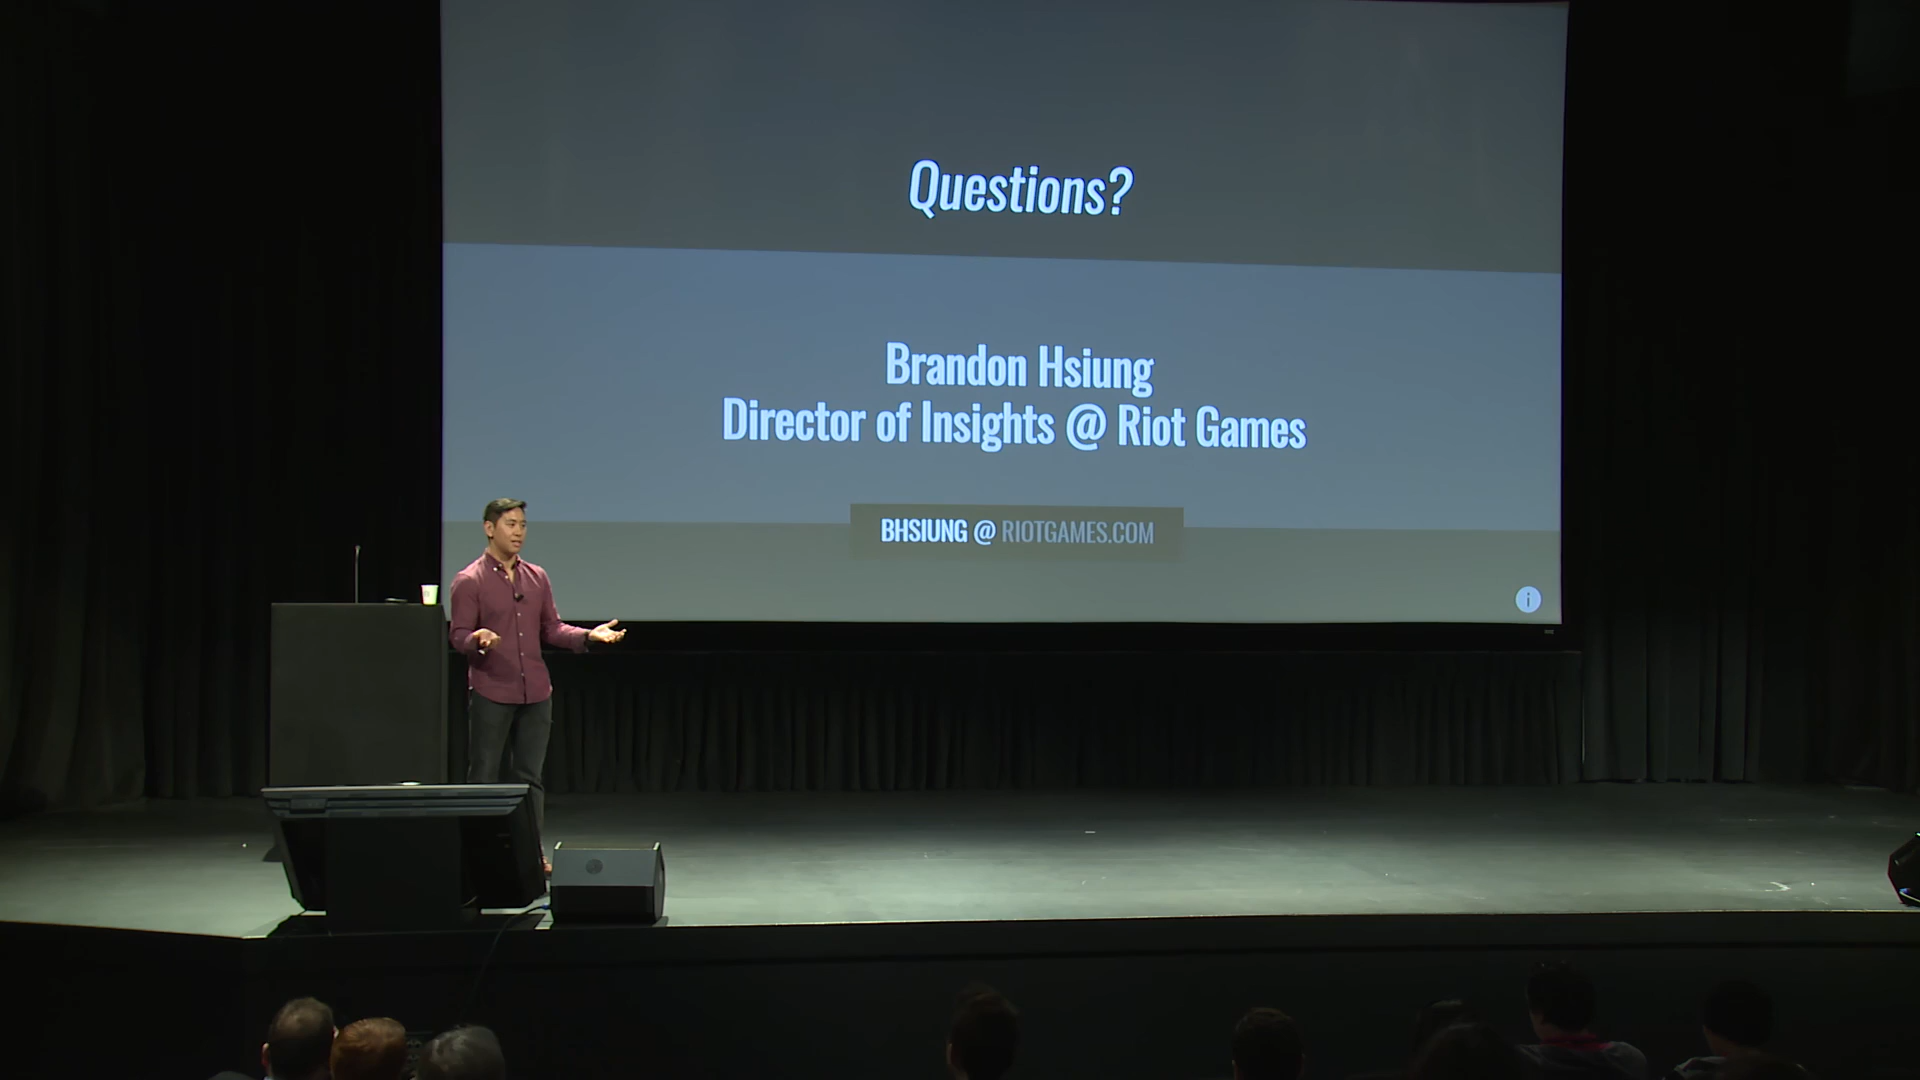 Questions?
Brandon Hsiung
Director of Insights @ Riot Games
BHSIUNG @ RIOTGAMES.COM
i